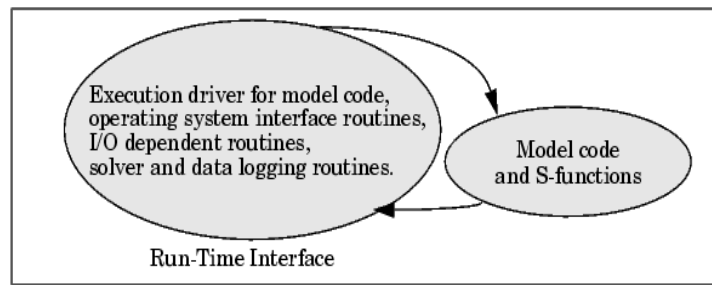 Execution driver for model code,
operating system interface routines,
I/O dependent routines,
solver and data logging routines.
Model code
and S-functions
Run-Time Interface